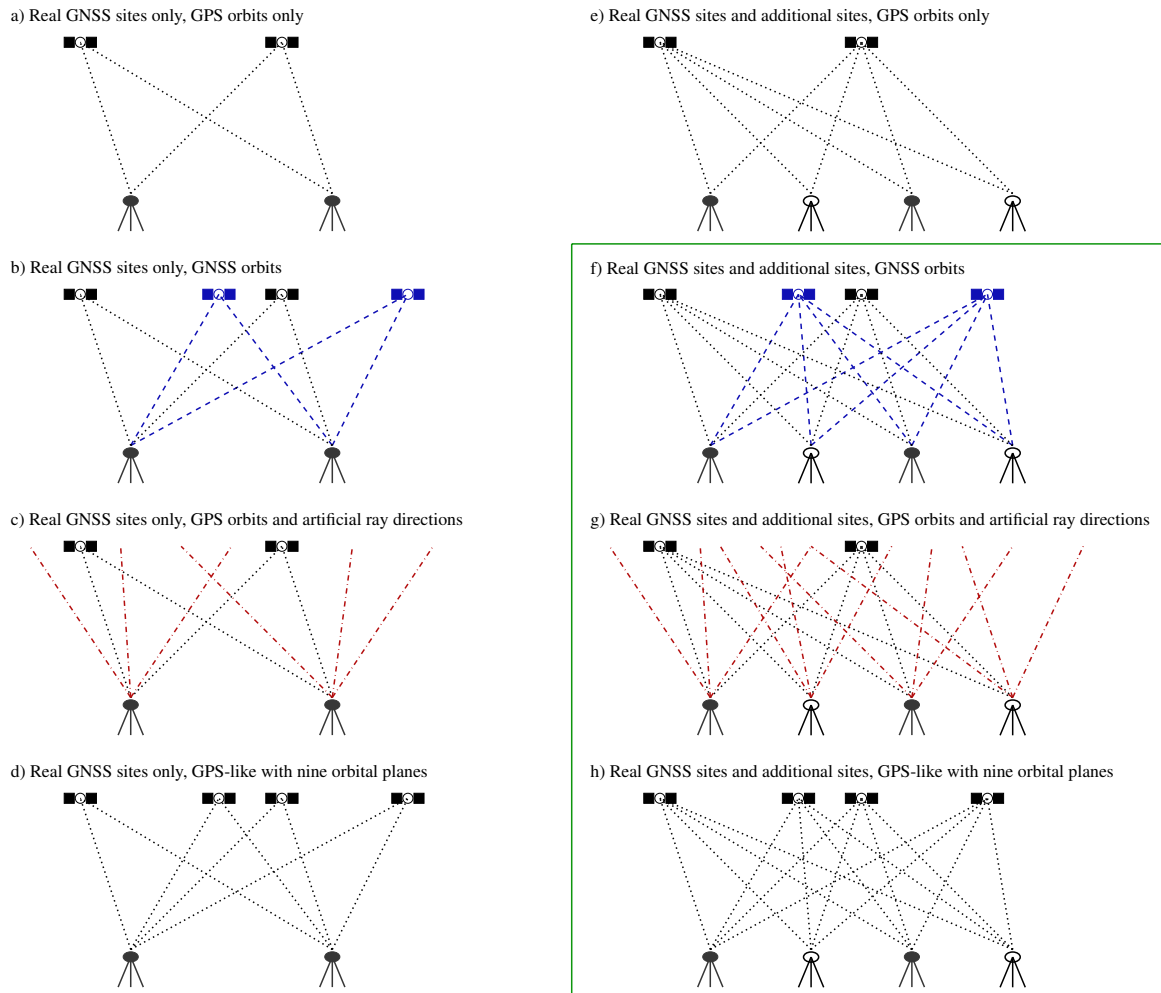 a) Real GNSS sites only, GPS orbits only
b) Real GNSS sites only, GNSS orbits
c) Real GNSS sites only, GPS orbits and artificial ray directions
d) Real GNSS sites only, GPS-like with nine orbital planes
e) Real GNSS sites and additional sites, GPS orbits only
f) Real GNSS sites and additional sites, GNSS orbits
g) Real GNSS sites and additional sites, GPS orbits and artificial ray directions
h) Real GNSS sites and additional sites, GPS-like with nine orbital planes